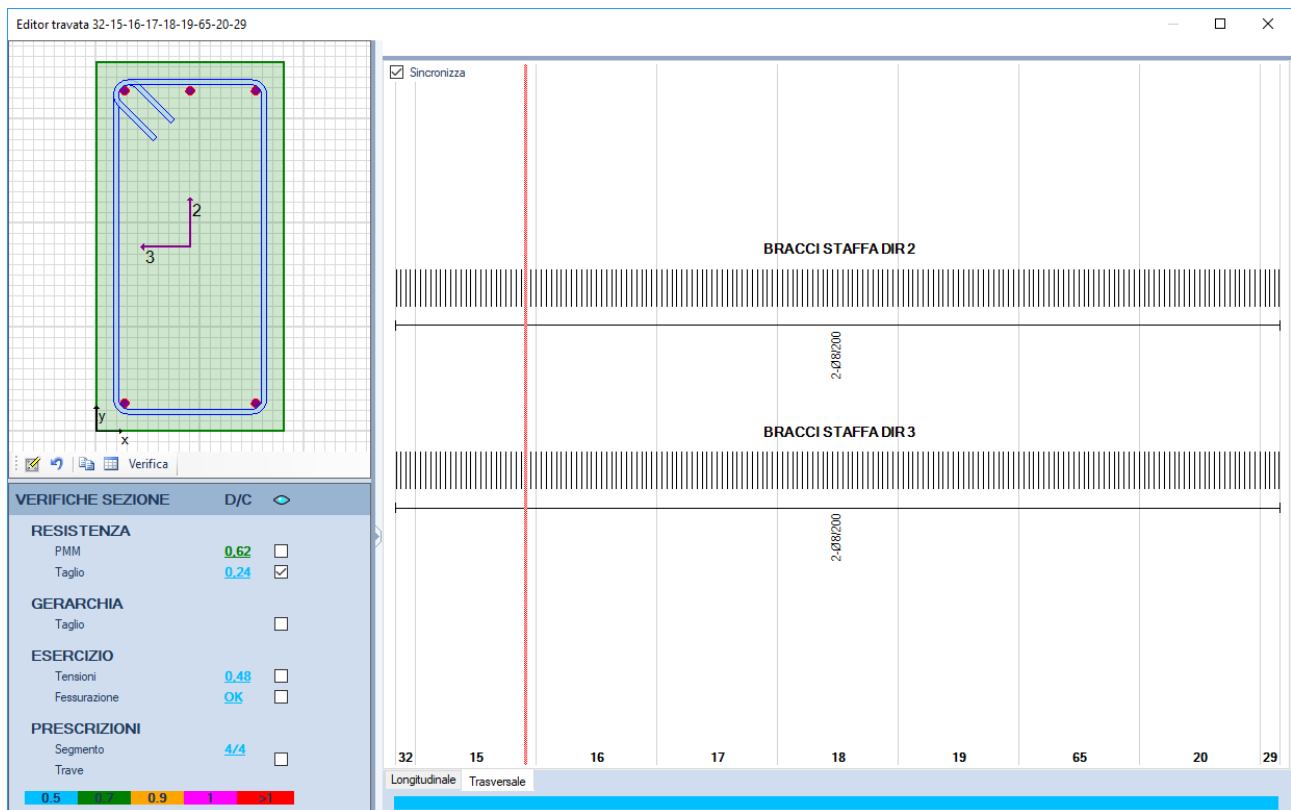 Editor travata 32-15-16-17-18-19-65-20-29
2
3
y
x
Verifica
VERIFICHE SEZIONE D/C
RESISTENZA
PMM 0,62
Taglio 0,24
GERARCHIA
Taglio
ESERCIZIO
Tensioni 0,48
Fessurazione OK
PRESCRIZIONI
Segmento 4/4
Trave
0.5 0.7 0.9 1 >1
Sincronizza
BRACCI STAFFA DIR 2
2-Ø8/200
BRACCI STAFFA DIR 3
2-Ø8/200
32 15 16 17 18 19 65 20 29
Longitudinale Trasversale